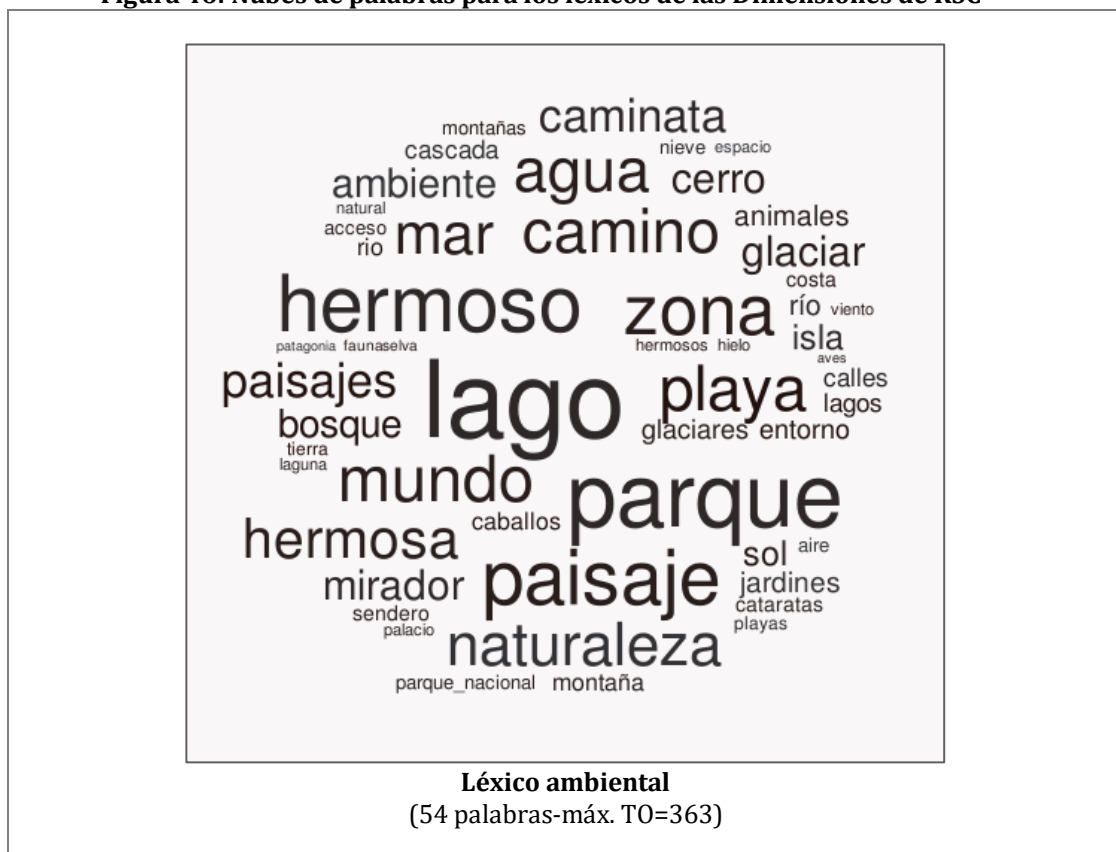 Figura 10. Nubes de palabras para los léxicos de las Dimensiones de RSC
montañas caminata
cascada nieve espacio
ambiente agua cerro
natural
acceso mar camino animales
rio glaciar
costa
hermoso zona río viento
patagonia faunaselva hermosos hielo isla
aves
paisajes lago playa calles
lagos
bosque glaciares entorno
tierra
laguna mundo parque
hermosa caballos
sol aire
mirador paisaje jardines
sendero cataratas
palacio playas
naturaleza
parque_nacional montaña
Léxico ambiental
(54 palabras-máx. TO=363)